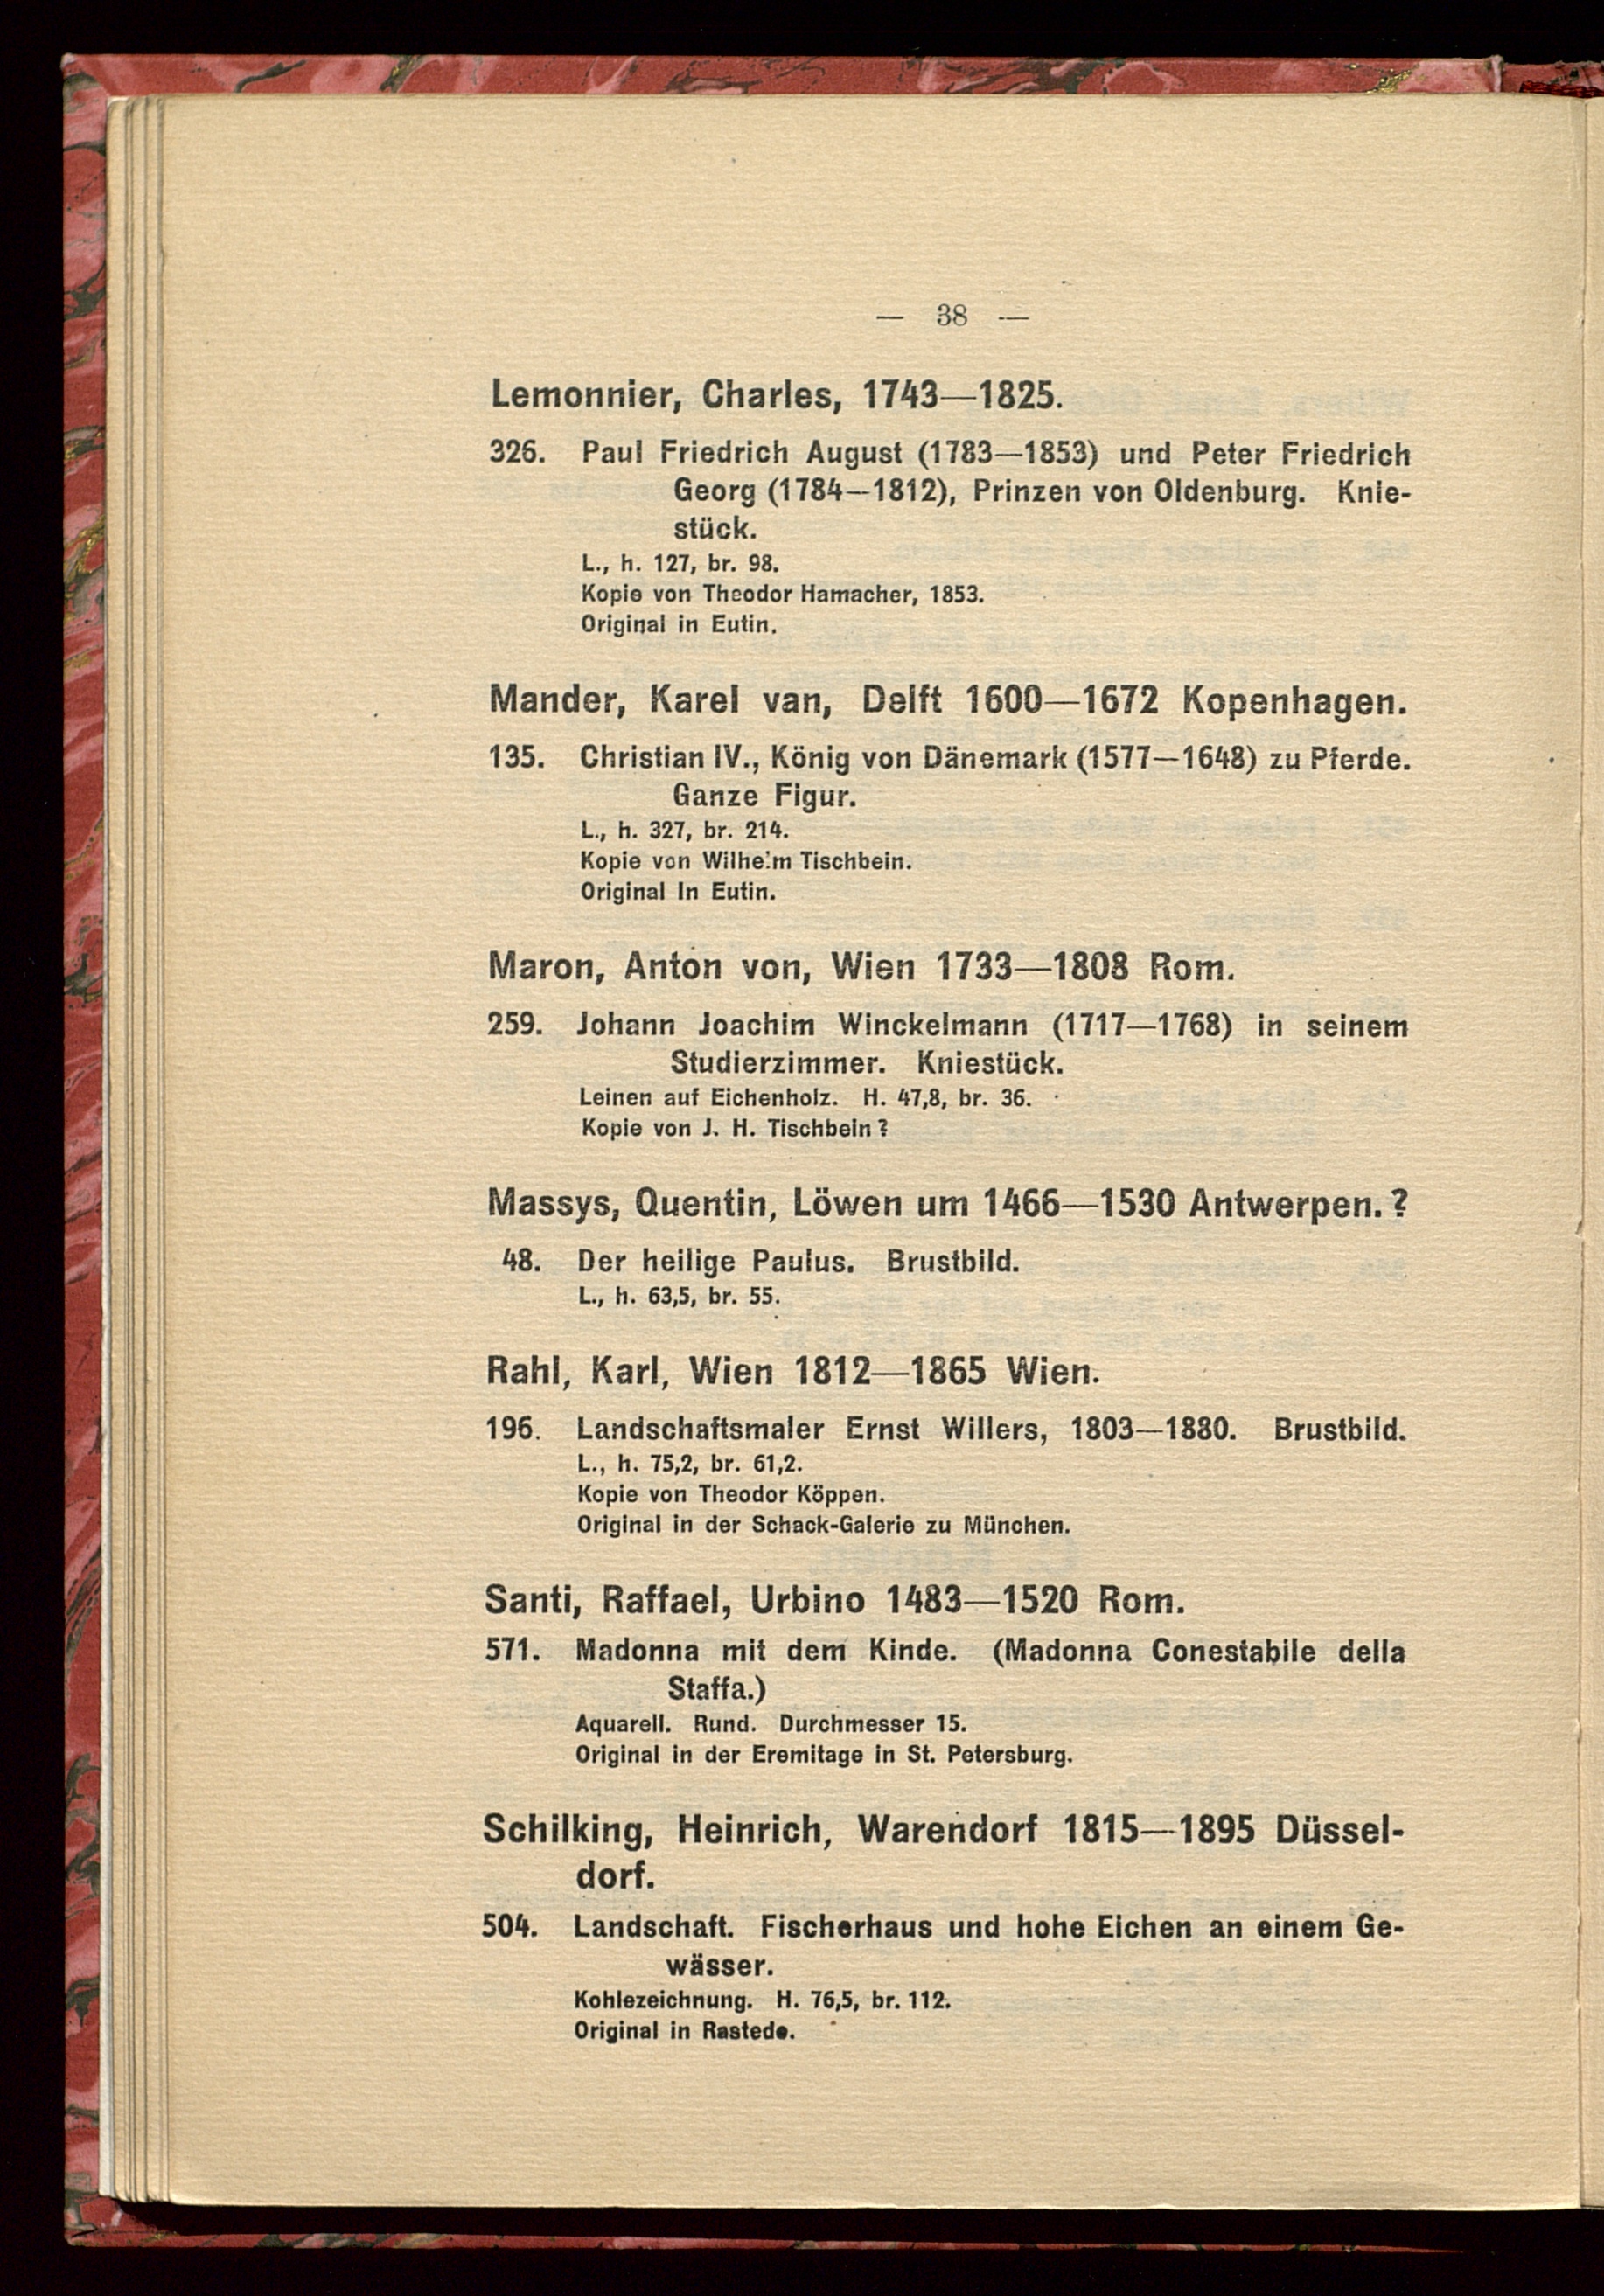 — 38 —
Lemonnier, Charles, 1743—1825.
326. Paul Friedrich August (1783—1853) und Peter Friedrich
Georg (1784—1812), Prinzen von Oldenburg. Knie-
stück.
L., h. 127, br. 98.
Kopie von Theodor Hamacher, 1853.
Original in Eutin.
Mander, Karel van, Delft 1600—1672 Kopenhagen.
135. Christian IV., König von Dänemark (1577—1648) zu Pferde.
Ganze Figur.
L., h. 327, br. 214.
Kopie von Wilhelm Tischbein.
Original in Eutin.
Maron, Anton von, Wien 1733—1808 Rom.
259. Johann Joachim Winckelmann (1717—1768) in seinem
Studierzimmer. Kniestück.
Leinen auf Eichenholz. H. 47,8, br. 36.
Kopie von J. H. Tischbein?
Massys, Quentin, Löwen um 1466—1530 Antwerpen.?
48. Der heilige Paulus. Brustbild.
L., h. 63,5, br. 55.
Rahl, Karl, Wien 1812—1865 Wien.
196. Landschaftsmaler Ernst Willers, 1803—1880. Brustbild.
L., h. 75,2, br. 61,2.
Kopie von Theodor Köppen.
Original in der Schack-Galerie zu München.
Santi, Raffael, Urbino 1483—1520 Rom.
571. Madonna mit dem Kinde. (Madonna Conestabile della
Staffa.)
Aquarell. Rund. Durchmesser 15.
Original in der Eremitage in St. Petersburg.
Schilking, Heinrich, Warendorf 1815—1895 Düssel-
dorf.
504. Landschaft. Fischerhaus und hohe Eichen an einem Ge-
wässer.
Kohlezeichnung. H. 76,5, br. 112.
Original in Rastede.